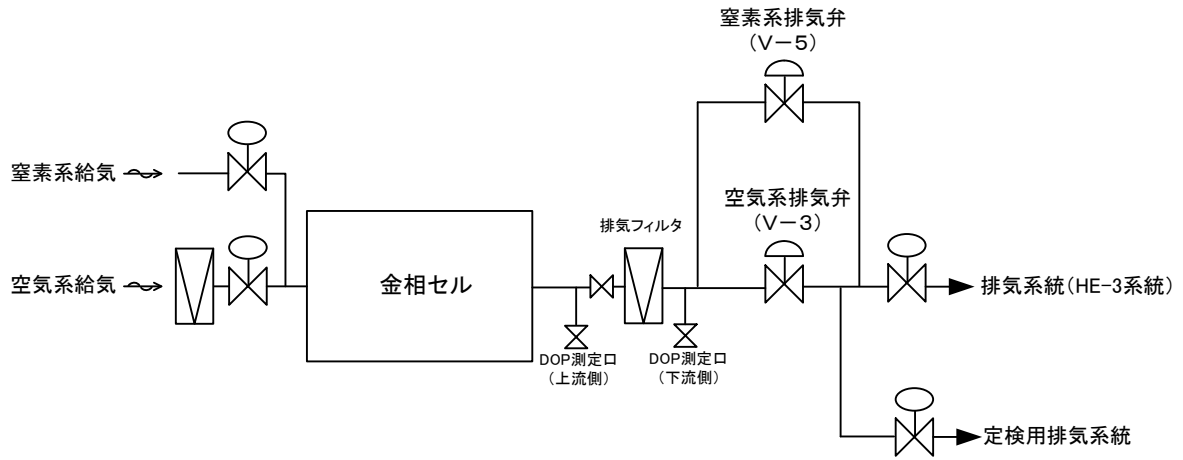 窒素系排気弁
(V－5)
窒素系給気
空気系排気弁
(V－3)
排気フィルタ
空気系給気
金相セル
排気系統(HE-3系統)
DOP測定口
(上流側)
DOP測定口
(下流側)
定検用排気系統